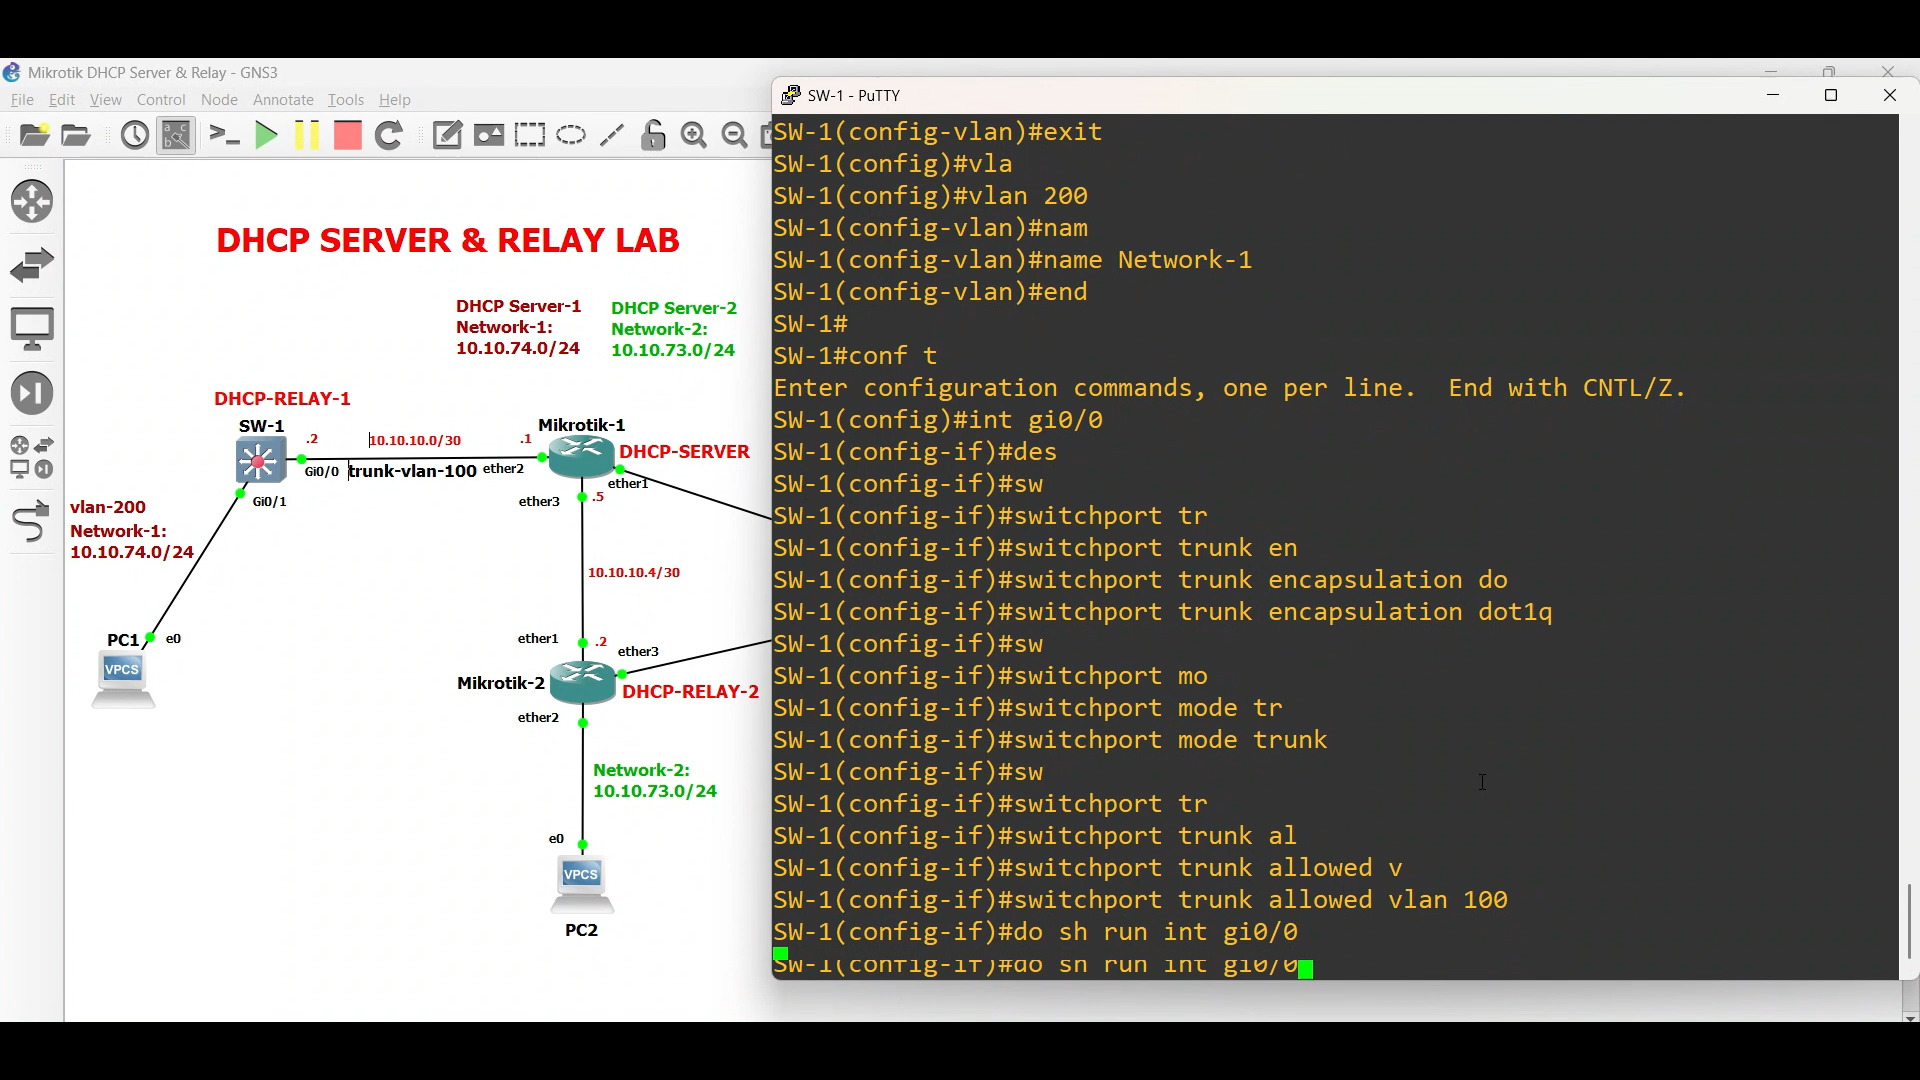 Mikrotik DHCP Server & Relay - GNS3
File Edit View Control Node Annotate Tools Help
DHCP SERVER & RELAY LAB
DHCP Server-1
Network-1:
10.10.74.0/24
DHCP Server-2
Network-2:
10.10.73.0/24
DHCP-RELAY-1
SW-1
.2
10.10.10.0/30
.1
Mikrotik-1
DHCP-SERVER
Gi0/0
trunk-vlan-100
ether2
ether1
ether3
.5
Gi0/1
vlan-200
Network-1:
10.10.74.0/24
10.10.10.4/30
PC1
e0
VPCS
ether1
.2
ether3
Mikrotik-2
DHCP-RELAY-2
ether2
Network-2:
10.10.73.0/24
e0
VPCS
PC2
SW-1 - PuTTY
SW-1(config-vlan)#exit
SW-1(config)#vla
SW-1(config)#vlan 200
SW-1(config-vlan)#nam
SW-1(config-vlan)#name Network-1
SW-1(config-vlan)#end
SW-1#
SW-1#conf t
Enter configuration commands, one per line.  End with CNTL/Z.
SW-1(config)#int gi0/0
SW-1(config-if)#des
SW-1(config-if)#sw
SW-1(config-if)#switchport tr
SW-1(config-if)#switchport trunk en
SW-1(config-if)#switchport trunk encapsulation do
SW-1(config-if)#switchport trunk encapsulation dot1q
SW-1(config-if)#sw
SW-1(config-if)#switchport mo
SW-1(config-if)#switchport mode tr
SW-1(config-if)#switchport mode trunk
SW-1(config-if)#sw
SW-1(config-if)#switchport tr
SW-1(config-if)#switchport trunk al
SW-1(config-if)#switchport trunk allowed v
SW-1(config-if)#switchport trunk allowed vlan 100
SW-1(config-if)#do sh run int gi0/0
SW-1(config-if)#do sh run int gi0/0